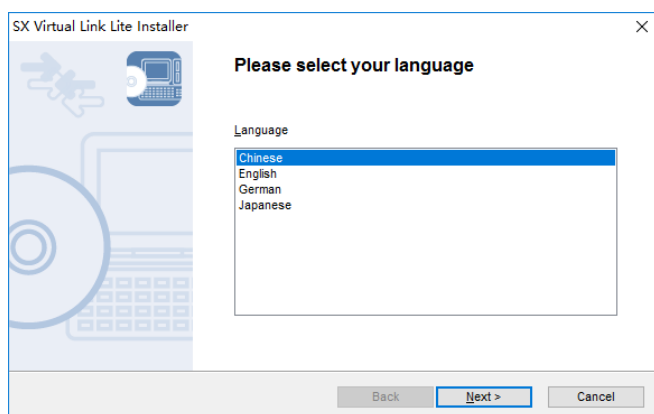 SX Virtual Link Lite Installer
Please select your language
Language
Chinese
English
German
Japanese
Back
Next >
Cancel